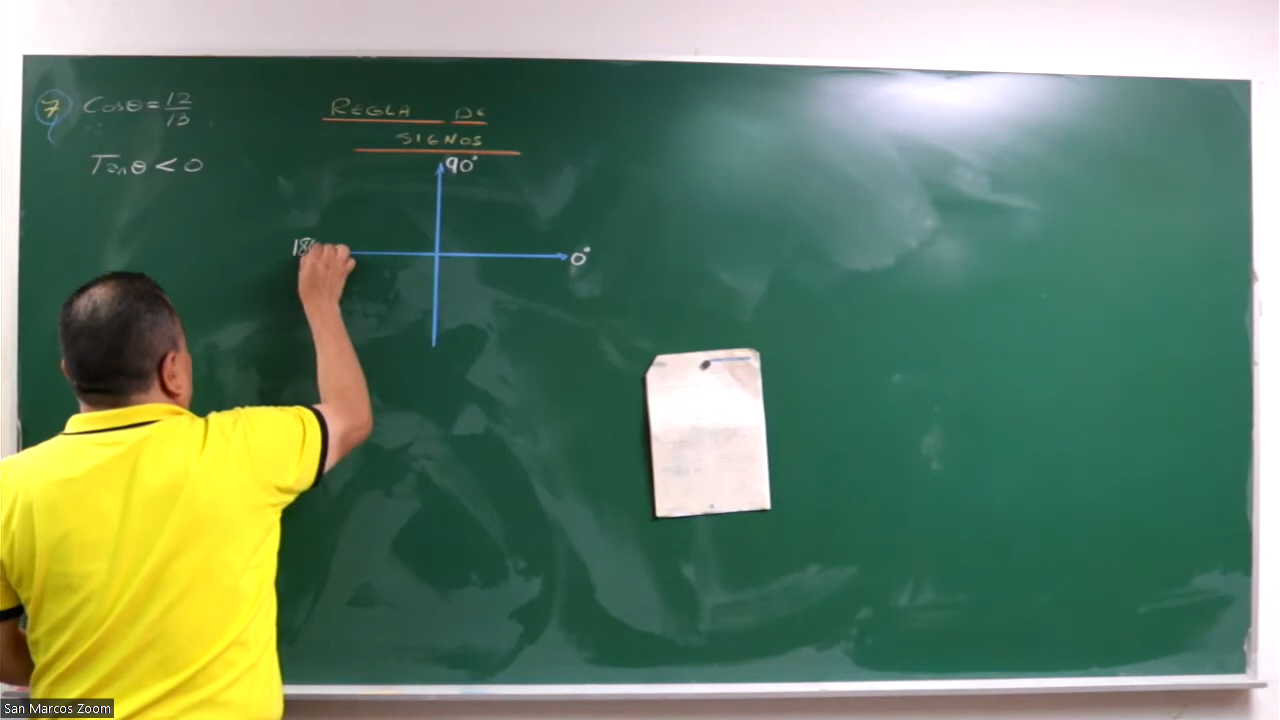 7 Cosθ = 12/13
Tanθ < 0
REGLA DE
SIGNOS
90°
0°
San Marcos Zoom